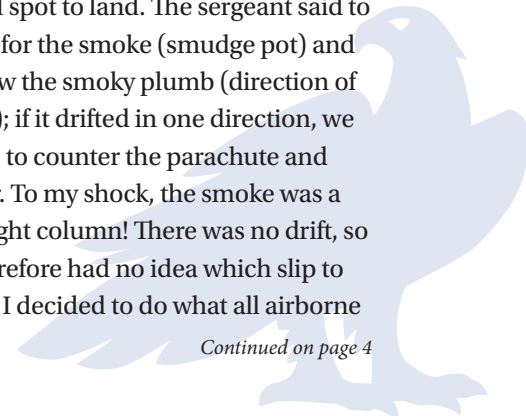 l spot to land. The sergeant said to
for the smoke (smudge pot) and
w the smoky plumb (direction of
); if it drifted in one direction, we
to counter the parachute and
. To my shock, the smoke was a
ght column! There was no drift, so
refore had no idea which slip to
I decided to do what all airborne
Continued on page 4